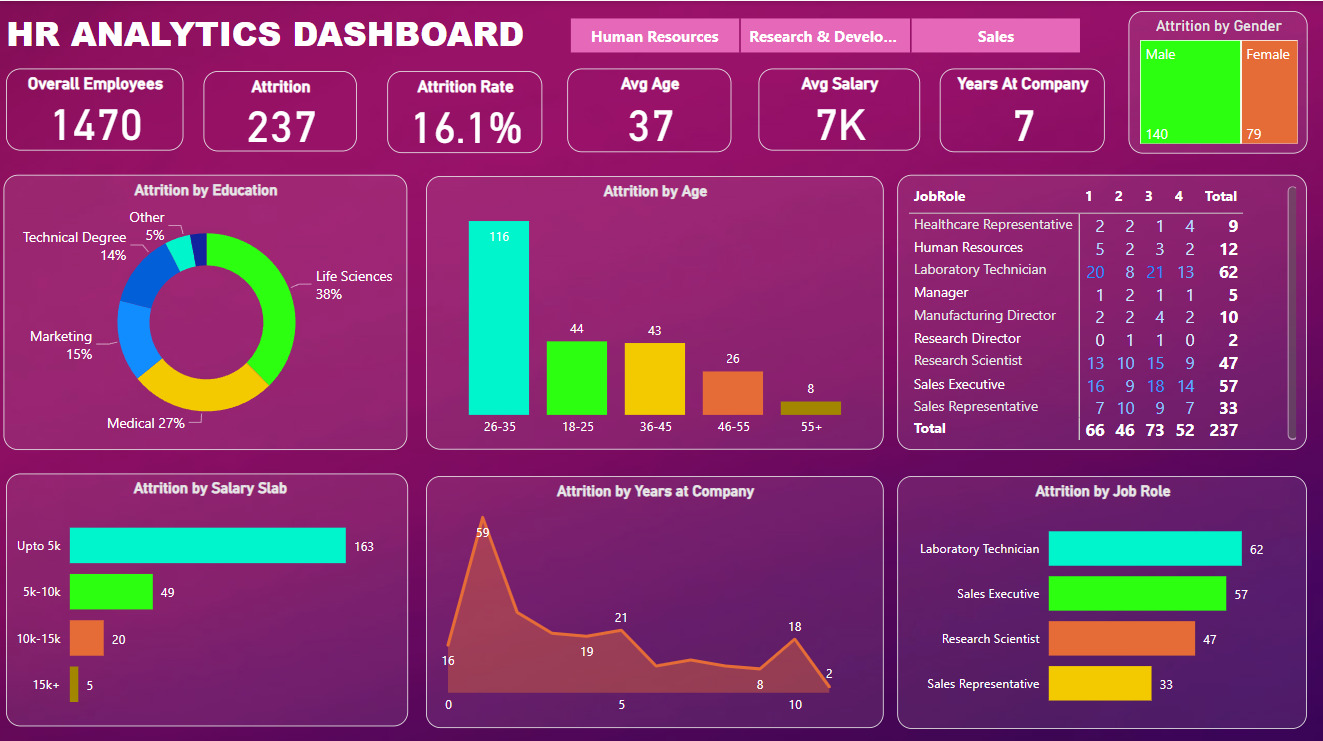 HR ANALYTICS DASHBOARD
Human Resources
Research & Develo...
Sales
Overall Employees
1470
Attrition
237
Attrition Rate
16.1%
Avg Age
37
Avg Salary
7K
Years At Company
7
Attrition by Gender
Male
140
Female
79
Attrition by Education
Other
5%
Technical Degree
14%
Life Sciences
38%
Marketing
15%
Medical 27%
Attrition by Age
116
44
43
26
8
26-35
18-25
36-45
46-55
55+
JobRole 1 2 3 4 Total
Healthcare Representative 2 2 1 4 9
Human Resources 5 2 3 2 12
Laboratory Technician 20 8 21 13 62
Manager 1 2 1 1 5
Manufacturing Director 2 2 4 2 10
Research Director 0 1 1 0 2
Research Scientist 13 10 15 9 47
Sales Executive 16 9 18 14 57
Sales Representative 7 10 9 7 33
Total 66 46 73 52 237
Attrition by Salary Slab
Upto 5k 163
5k-10k 49
10k-15k 20
15k+ 5
Attrition by Years at Company
59
16
19
21
8
18
2
0
5
10
Attrition by Job Role
Laboratory Technician 62
Sales Executive 57
Research Scientist 47
Sales Representative 33